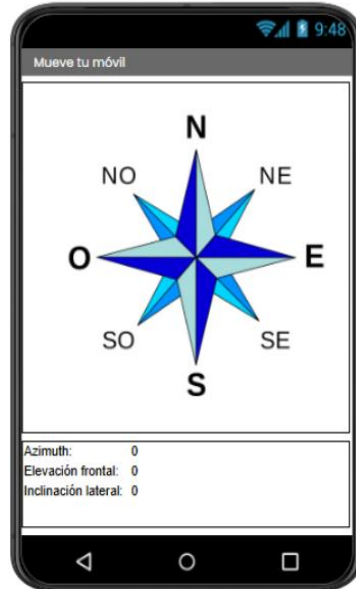 9:48
Mueve tu móvil
N
NO NE
O E
SO SE
S
Azimuth: 0
Elevación frontal: 0
Inclinación lateral: 0